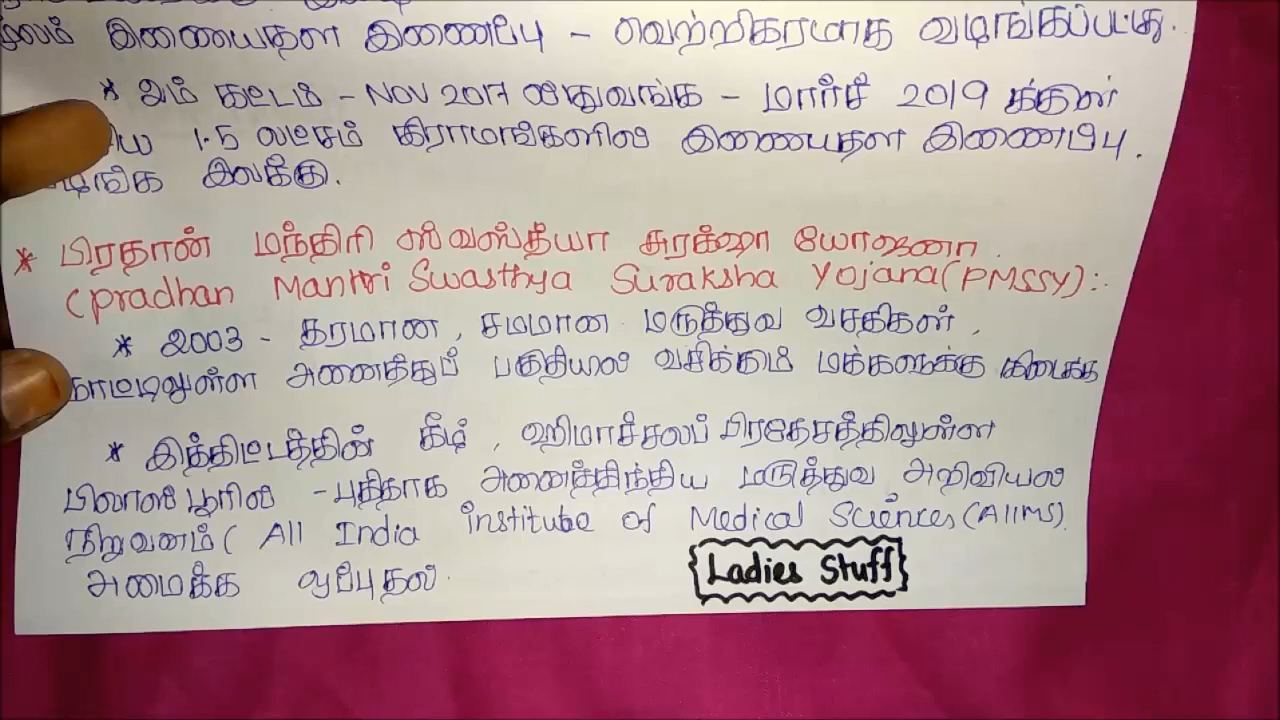 மூலம் இணையதள இணைப்பு - வெற்றிகரமாக வழங்கப்பட்டது.
* 2ம் கட்டம் - NOV 2017 துவங்க - மார்ச் 2019 க்குள்
1.5 லட்சம் கிராமங்களில் இணையதள இணைப்பு.
வழங்க இலக்கு.
* பிரதான் மந்திரி ஸ்வஸ்தீயா சுரக்ஷா யோஜனா.
(Pradhan Mantri Swasthya Suraksha Yojana (PMSSY):.
* 2003 - தரமான, சமமான மருத்துவ வசதிகள்,
நாட்டிலுள்ள அனைத்துப் பகுதியில் வசிக்கும் மக்களுக்கு கிடைக்க
* இத்திட்டத்தின் கீழ், ஹிமாச்சலப் பிரதேசத்திலுள்ள
பிலாஸ்பூரில் - புதிதாக அனைத்திந்திய மருத்துவ அறிவியல்
நிறுவனம் (All India institute of Medical Sciences (AIIMS).
அமைக்க ஒப்புதல்.
Ladies Stuff